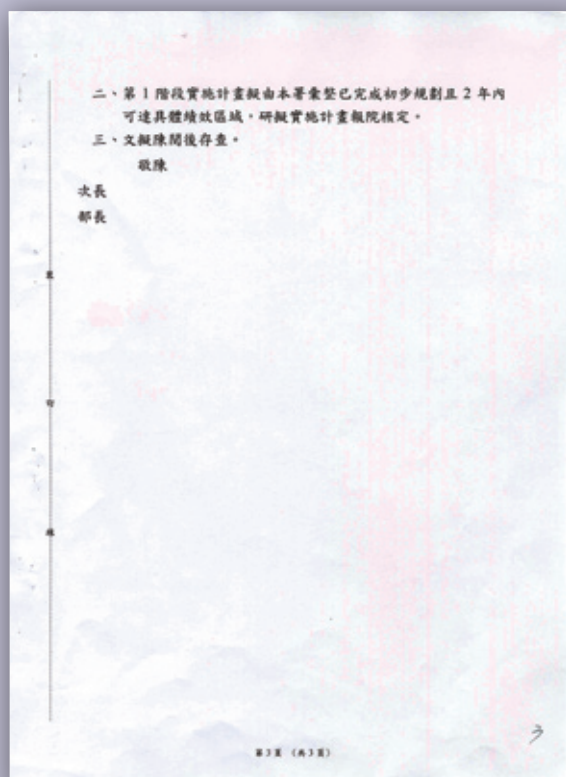 二、第 1 階段實施計畫擬由本署彙整已完成初步規劃且 2 年內
可達具體績效區域,研擬實施計畫報院核定。
三、文擬陳閱後存查。
敬陳
次長
部長
裝
訂
線
3
第 3 頁 (共 3 頁)